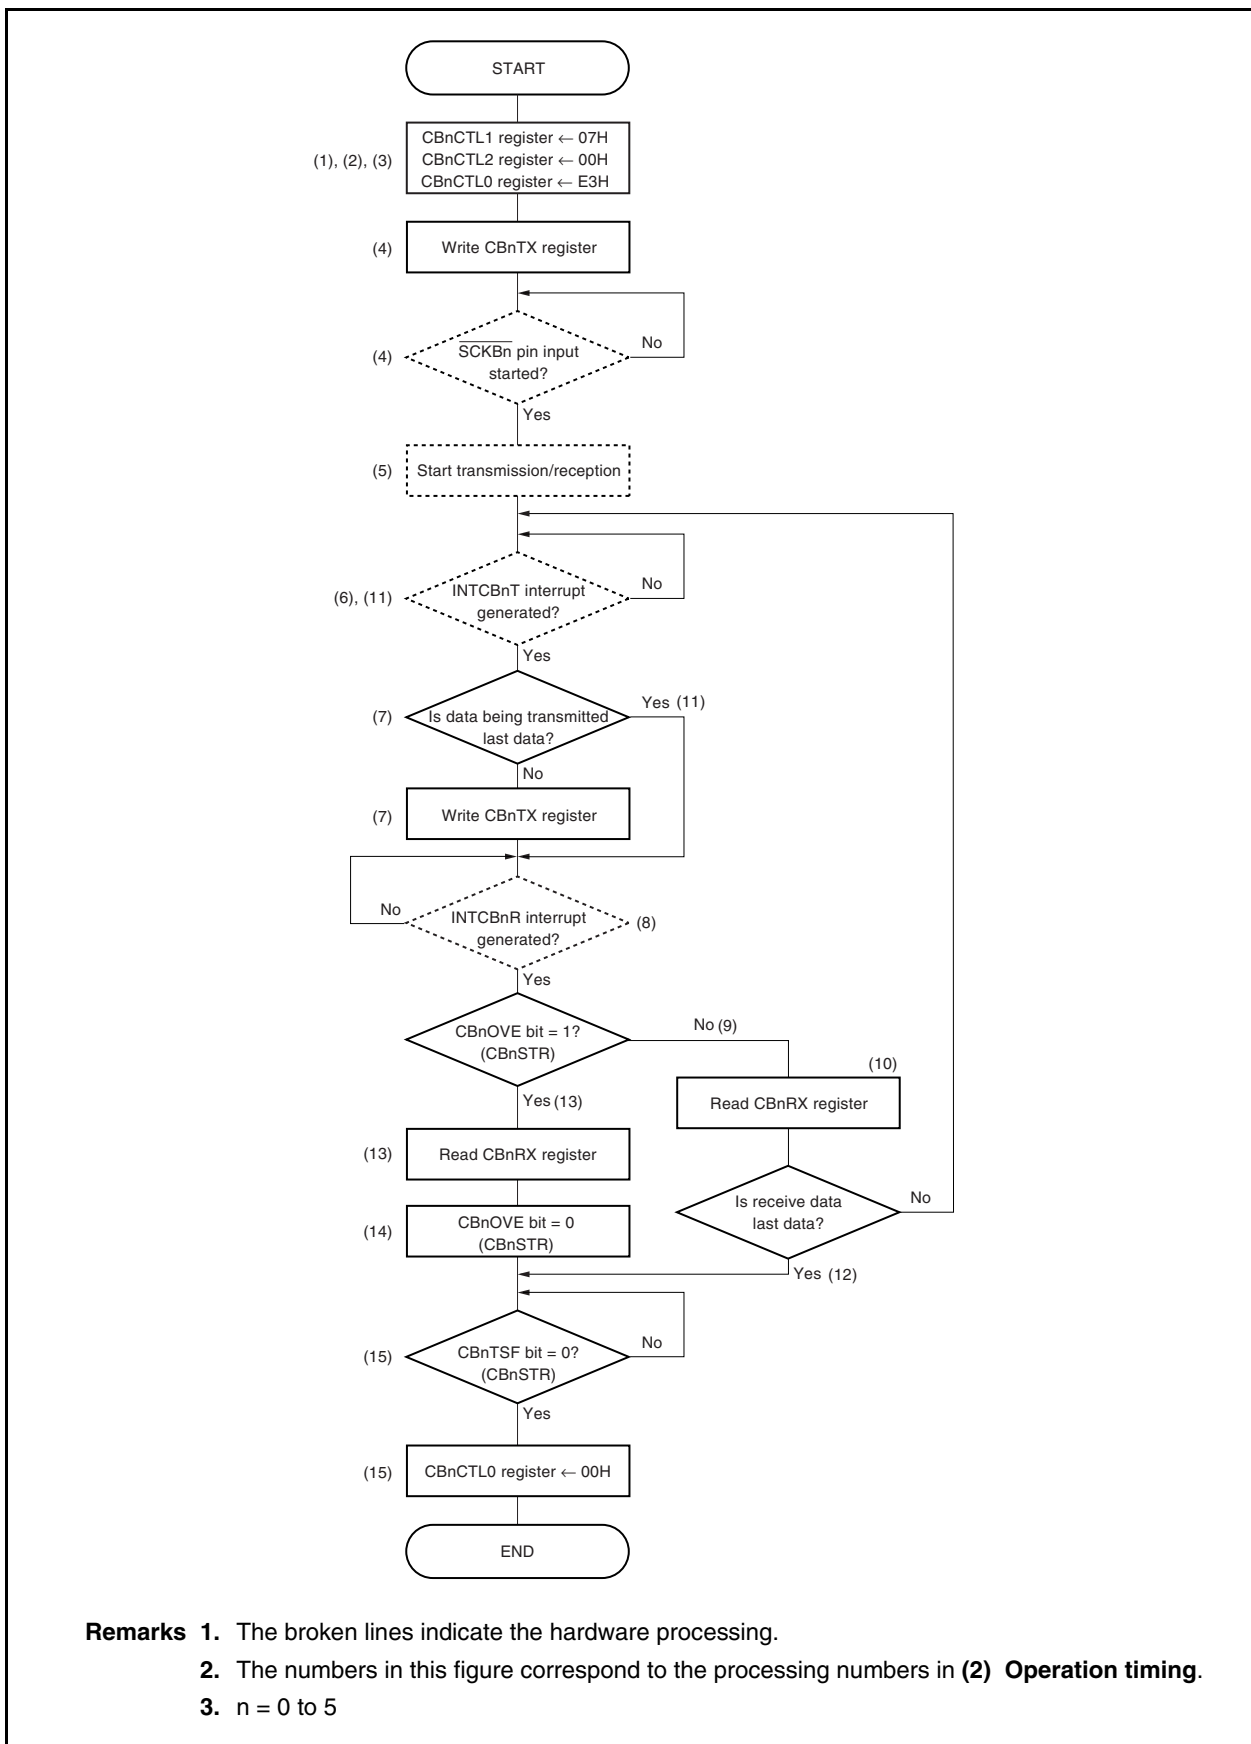 START
(1), (2), (3)
CBnCTL1 register ← 07H
CBnCTL2 register ← 00H
CBnCTL0 register ← E3H
(4)
Write CBnTX register
(4)
SCKBn pin input
started?
No
Yes
(5)
Start transmission/reception
(6), (11)
INTCBnT interrupt
generated?
No
Yes
(7)
Is data being transmitted
last data?
Yes (11)
No
(7)
Write CBnTX register
No
INTCBnR interrupt
generated?
(8)
Yes
CBnOVE bit = 1?
(CBnSTR)
No (9)
Yes (13)
(10)
Read CBnRX register
(13)
Read CBnRX register
Is receive data
last data?
No
Yes (12)
(14)
CBnOVE bit = 0
(CBnSTR)
(15)
CBnTSF bit = 0?
(CBnSTR)
No
Yes
(15)
CBnCTL0 register ← 00H
END
Remarks 1. The broken lines indicate the hardware processing.
2. The numbers in this figure correspond to the processing numbers in (2) Operation timing.
3. n = 0 to 5